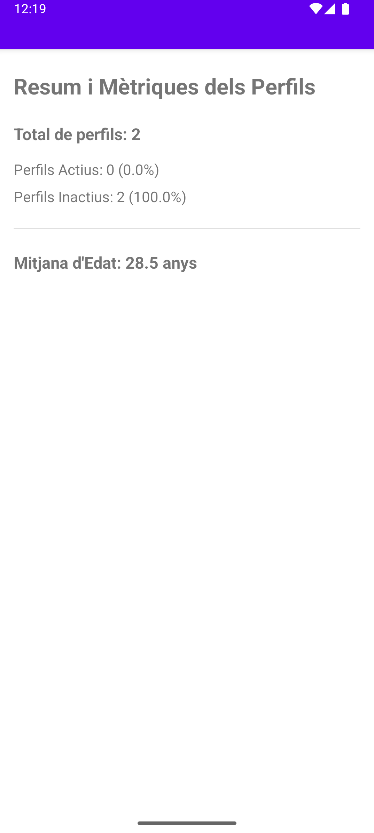 12:19
Resum i Mètriques dels Perfils
Total de perfils: 2
Perfils Actius: 0 (0.0%)
Perfils Inactius: 2 (100.0%)
Mitjana d'Edat: 28.5 anys